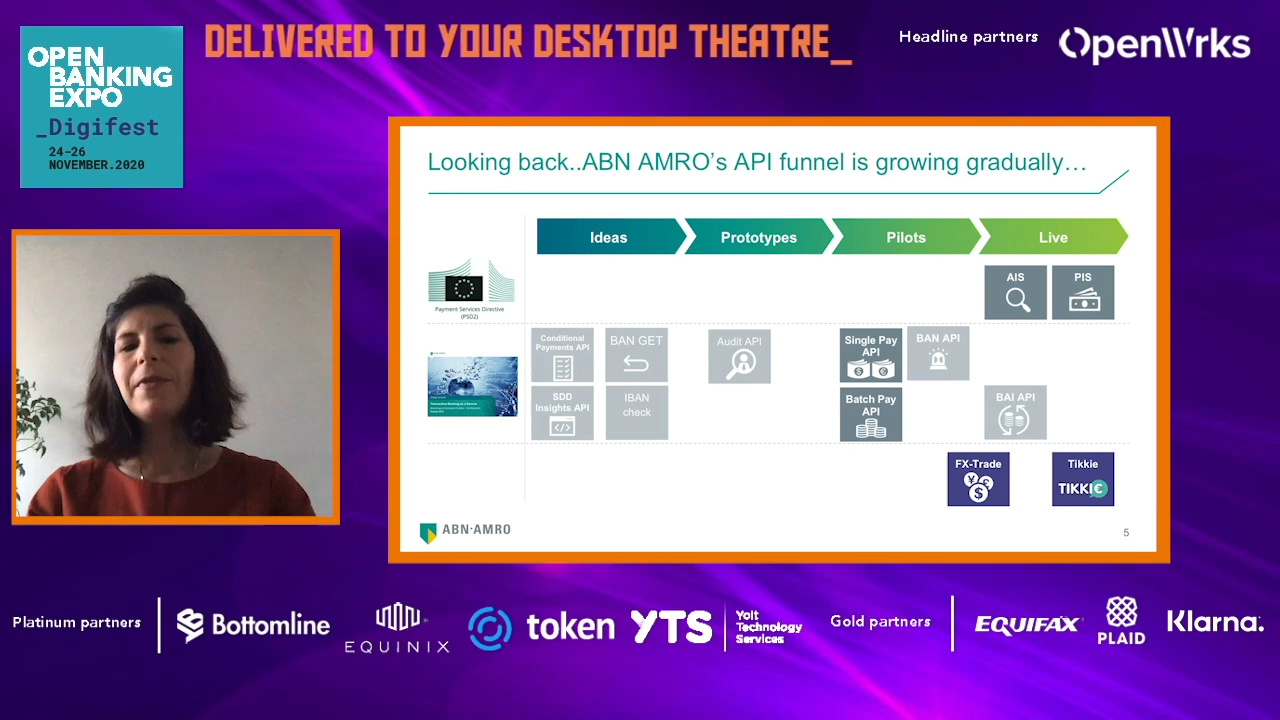 OPEN
BANKING
EXPO
_Digifest
24-26
NOVEMBER.2020
DELIVERED TO YOUR DESKTOP THEATRE_
Headline partners
OpenWrks
Looking back..ABN AMRO's API funnel is growing gradually…
Ideas
Prototypes
Pilots
Live
Payment Services Directive
(PSD2)
AIS
PIS
Conditional
Payments API
BAN GET
Audit API
Single Pay
API
BAN API
SDD
Insights API
IBAN
check
Batch Pay
API
BAI API
FX-Trade
Tikkie
TIKKIE
ABN·AMRO
5
Platinum partners
Bottomline
EQUINIX
token
YTS
Yolt
Technology
Services
Gold partners
EQUIFAX
PLAID
Klarna.